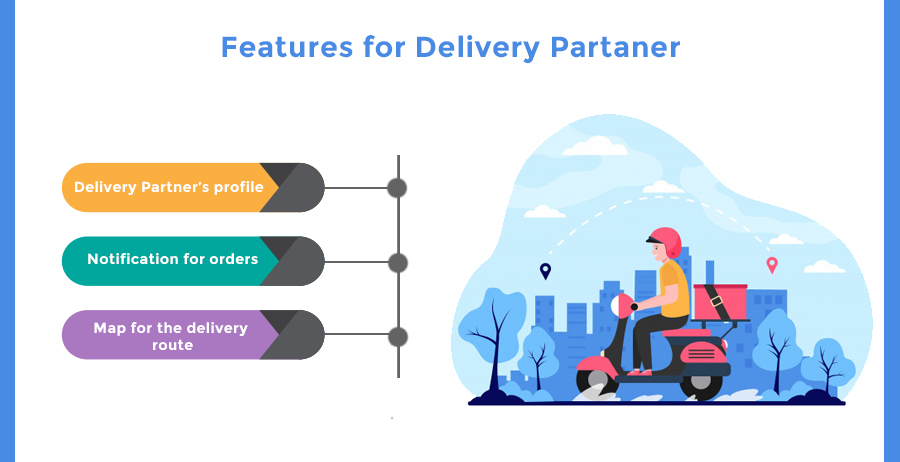 Features for Delivery Partaner
Delivery Partner's profile
Notification for orders
Map for the delivery
route